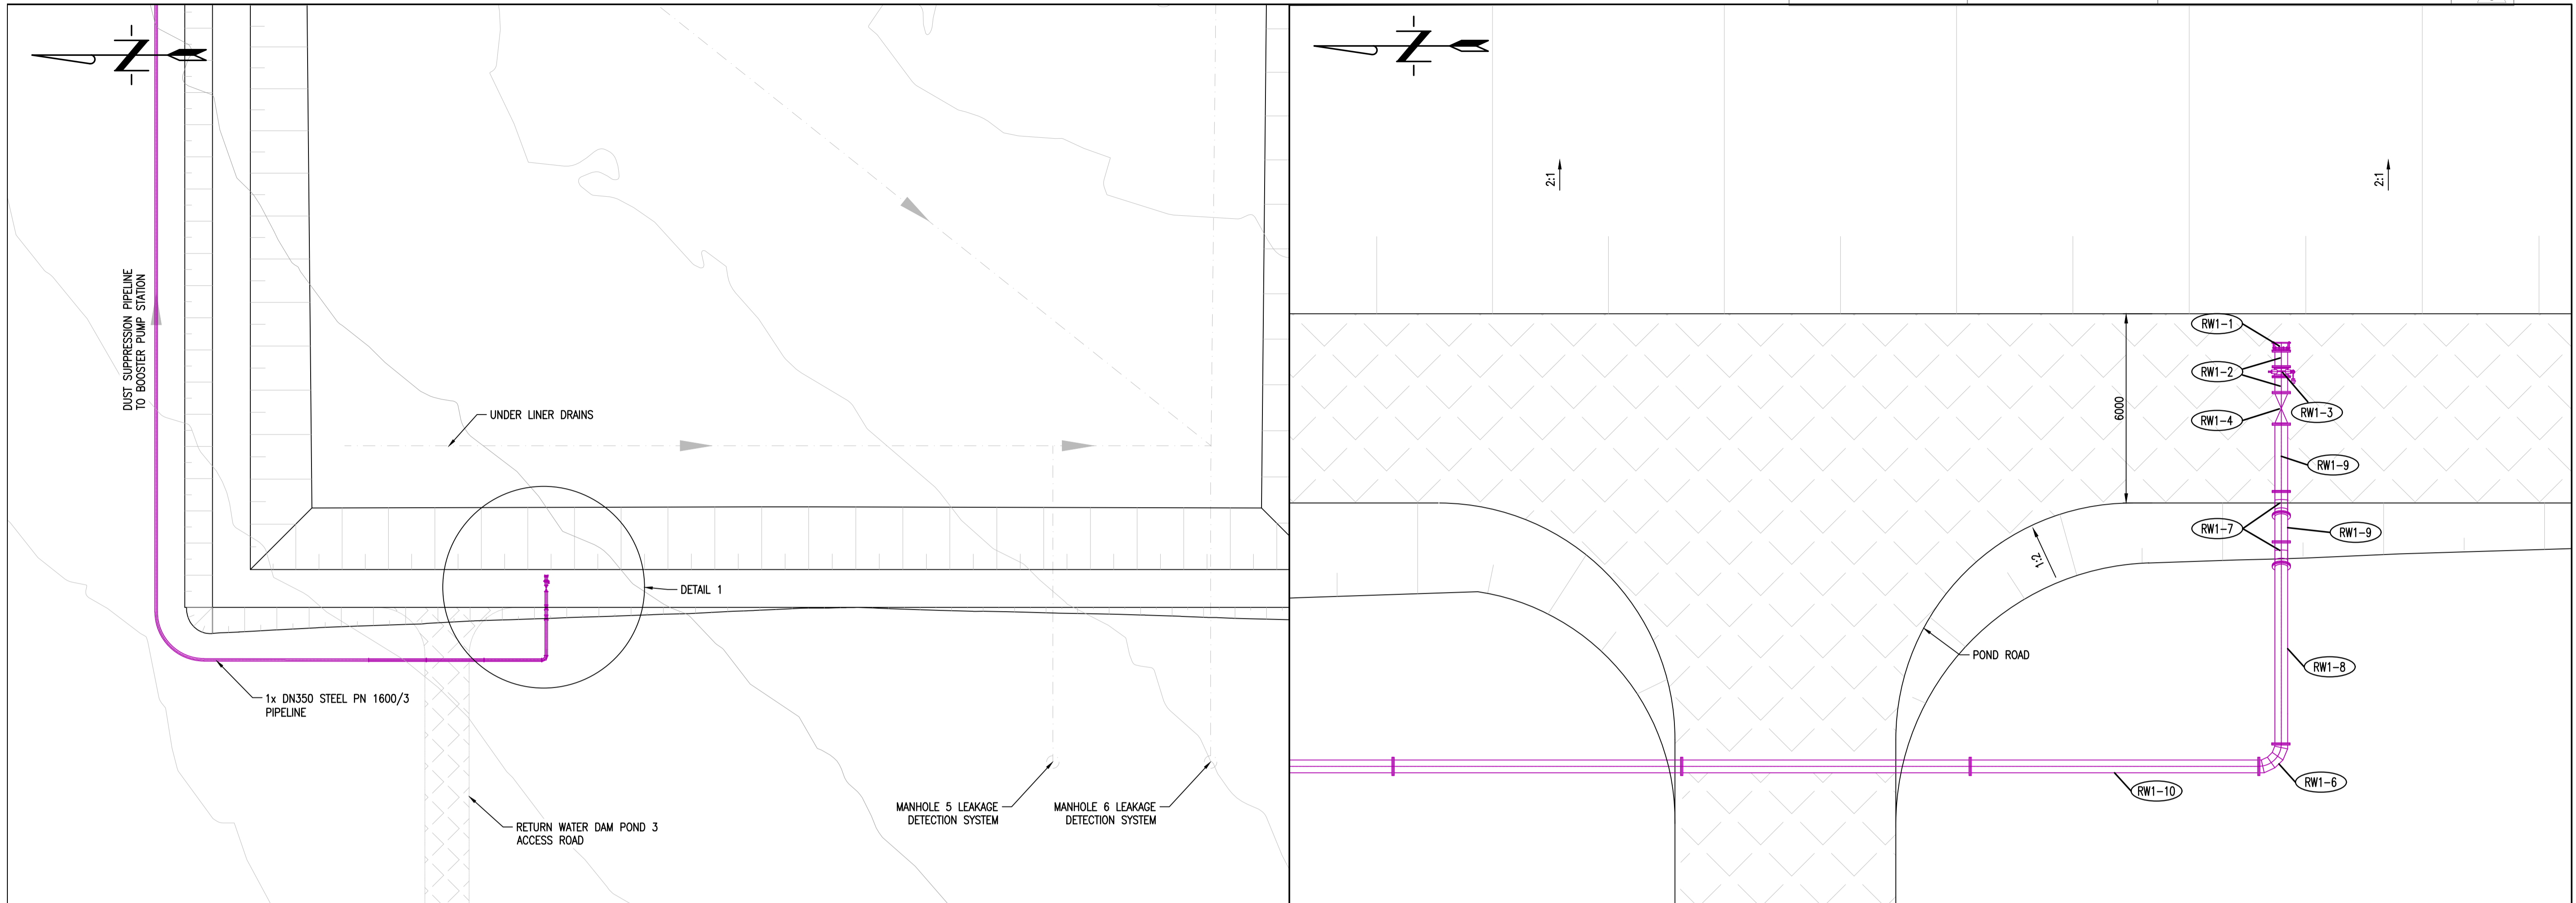 N
DUST SUPPRESSION PIPELINE
TO BOOSTER PUMP STATION
UNDER LINER DRAINS
DETAIL 1
1x DN350 STEEL PN 1600/3
PIPELINE
RETURN WATER DAM POND 3
ACCESS ROAD
MANHOLE 5 LEAKAGE
DETECTION SYSTEM
MANHOLE 6 LEAKAGE
DETECTION SYSTEM
N
2:1
2:1
RW1-1
RW1-2
RW1-3
RW1-4
6000
RW1-9
RW1-7
RW1-9
1:2
POND ROAD
RW1-8
RW1-6
RW1-10